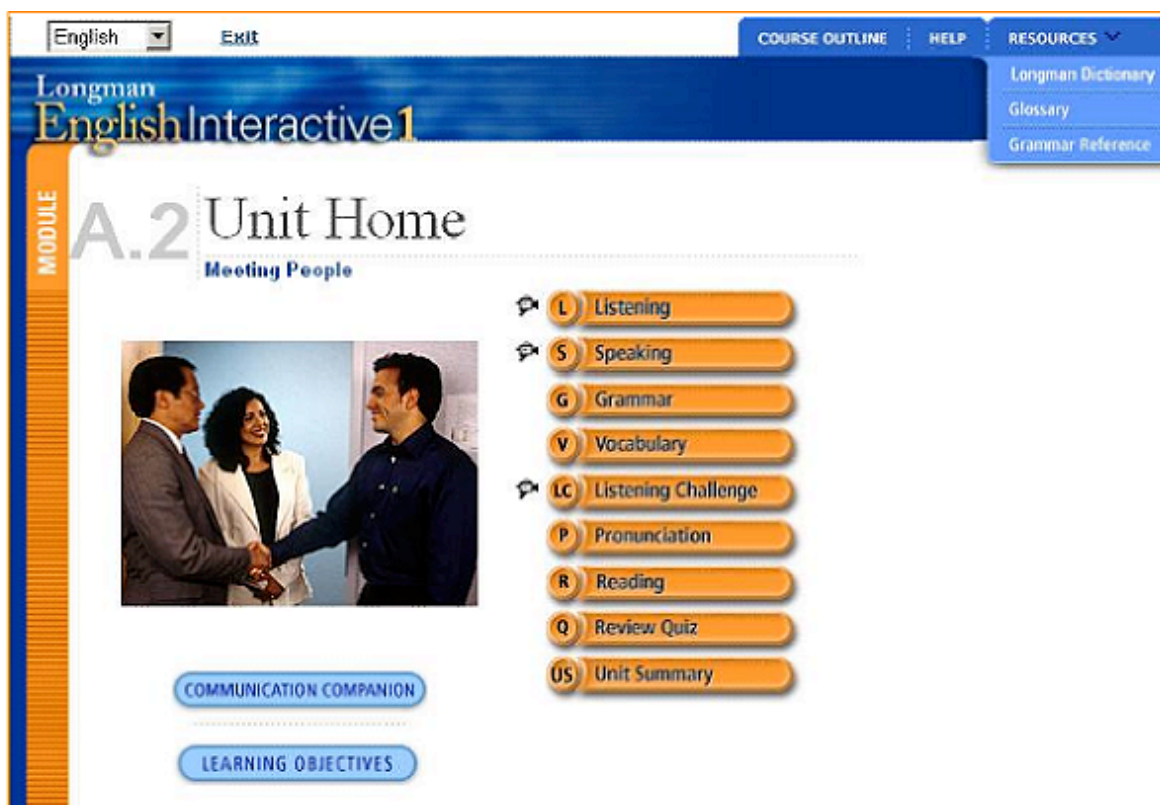 English
Exit
COURSE OUTLINE
HELP
RESOURCES
Longman Dictionary
Glossary
Grammar Reference
Longman
English Interactive 1
MODULE
A.2
Unit Home
Meeting People
L Listening
S Speaking
G Grammar
V Vocabulary
LC Listening Challenge
P Pronunciation
R Reading
Q Review Quiz
US Unit Summary
COMMUNICATION COMPANION
LEARNING OBJECTIVES